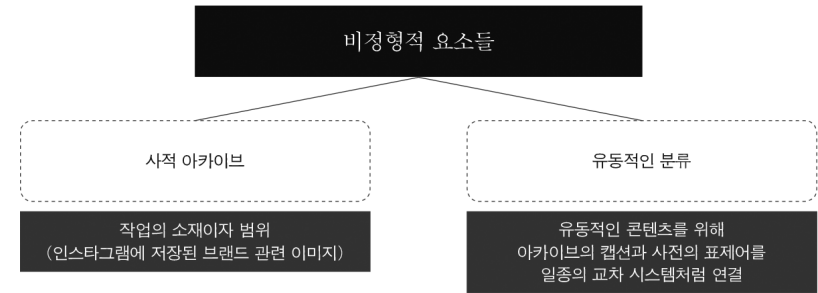 비정형적 요소들
사적 아카이브
유동적인 분류
작업의 소재이자 범위
(인스타그램에 저장된 브랜드 관련 이미지)
유동적인 콘텐츠를 위해
아카이브의 캡션과 사전의 표제어를
일종의 교차 시스템처럼 연결